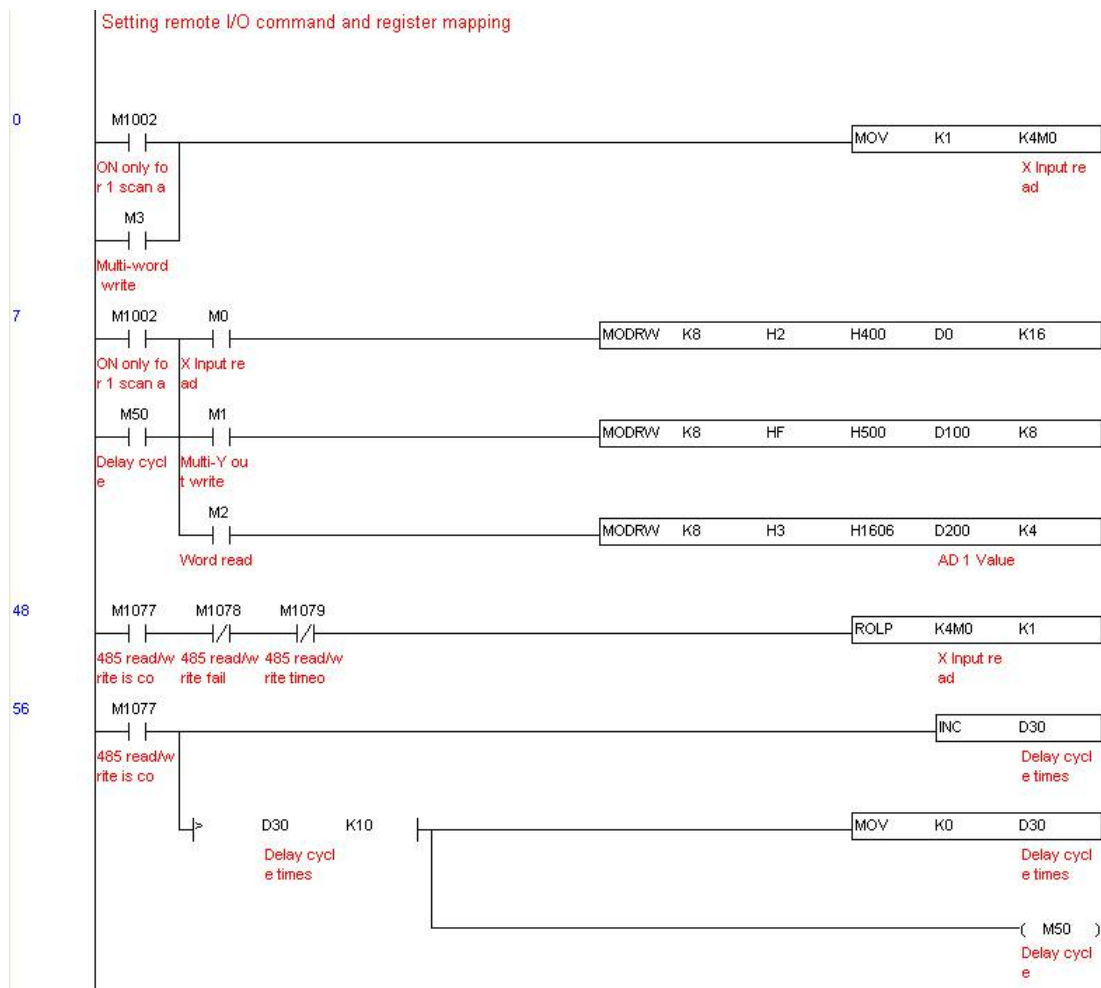 Setting remote I/O command and register mapping
0
M1002
MOV K1 K4M0
ON only fo
r 1 scan a
X Input re
ad
M3
Multi-word
write
7
M1002 M0
MODRW K8 H2 H400 D0 K16
ON only fo
r 1 scan a
X Input re
ad
M50 M1
MODRW K8 HF H500 D100 K8
Delay cycl
e
Multi-Y ou
t write
M2
MODRW K8 H3 H1606 D200 K4
Word read
AD 1 Value
48
M1077 M1078 M1079
ROLP K4M0 K1
485 read/w
rite is co
485 read/w
rite fail
485 read/w
rite timeo
X Input re
ad
56
M1077
INC D30
485 read/w
rite is co
Delay cycl
e times
> D30 K10
MOV K0 D30
Delay cycl
e times
Delay cycl
e times
( M50 )
Delay cycl
e